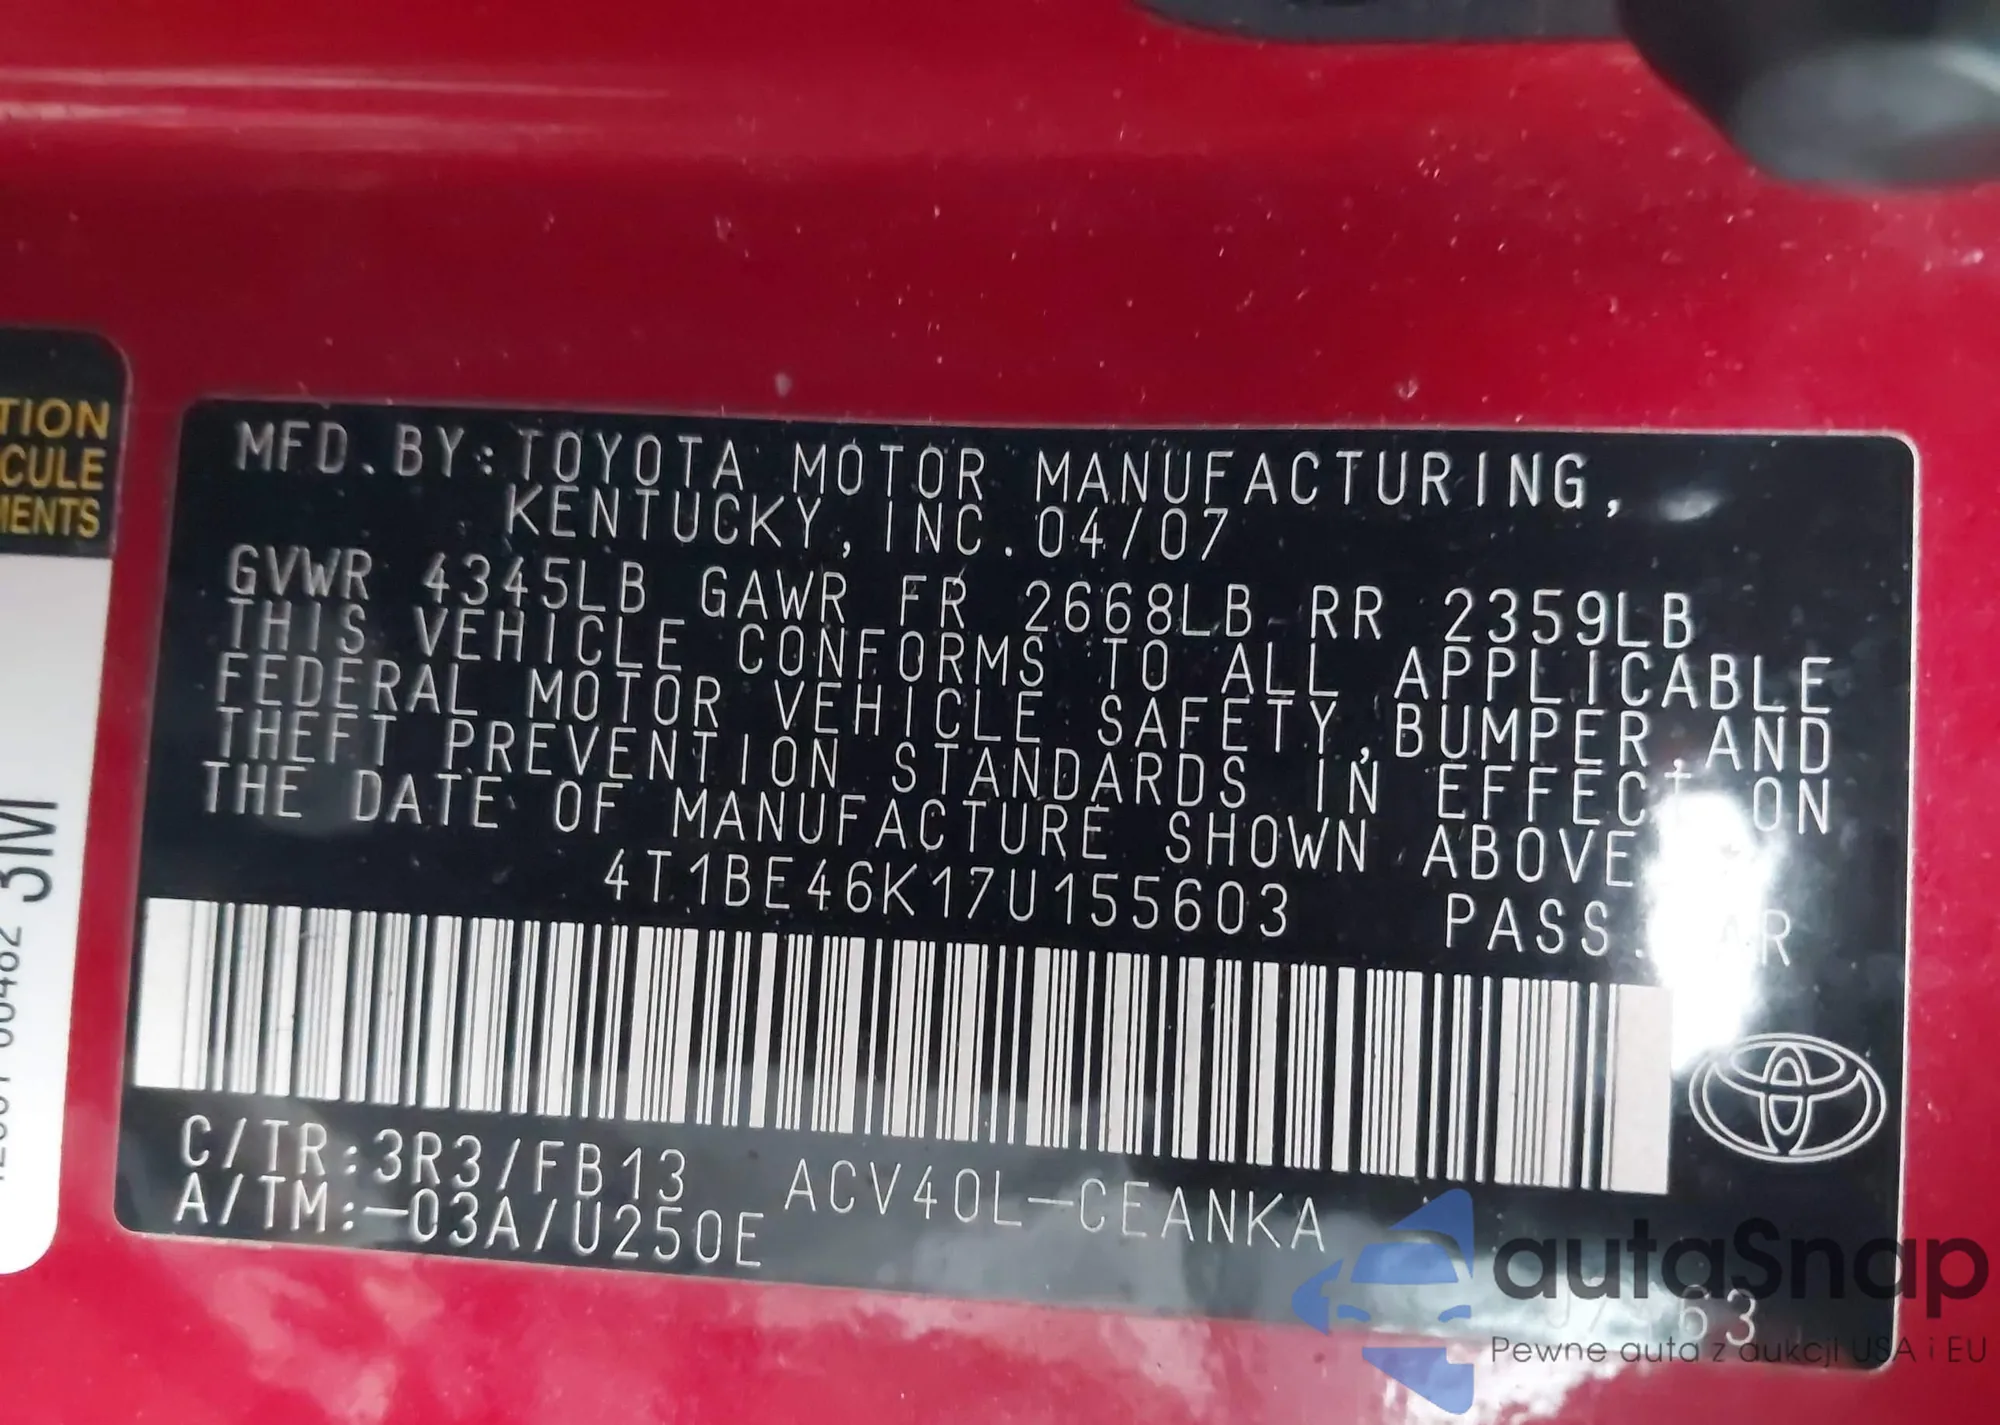 TION
CULE
MENTS
3M
MFD.BY:TOYOTA MOTOR MANUFACTURING,
KENTUCKY, INC.04/07
GVWR 4345LB GAWR FR 2668LB RR 2359LB
THIS VEHICLE CONFORMS TO ALL APPLICABLE
FEDERAL MOTOR VEHICLE SAFETY,BUMPER,AND
THEFT PREVENTION STANDARDS IN EFFECT ON
THE DATE OF MANUFACTURE SHOWN ABOVE
4T1BE46K17U155603 PASS.
C/TR:3R3/FB13 ACV40L-CEANKA
A/TM:-03A/U250E
autoSnap
Pewne auta z aukcji USA i EU